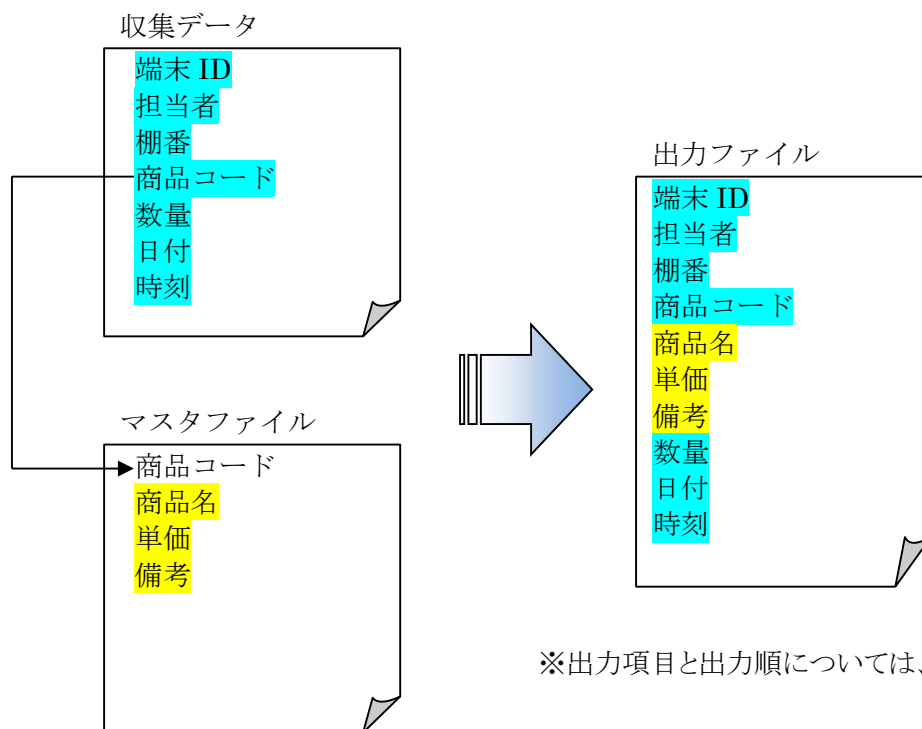 収集データ
端末 ID
担当者
棚番
商品コード
数量
日付
時刻
マスタファイル
商品コード
商品名
単価
備考
出力ファイル
端末 ID
担当者
棚番
商品コード
商品名
単価
備考
数量
日付
時刻
※出力項目と出力順については、